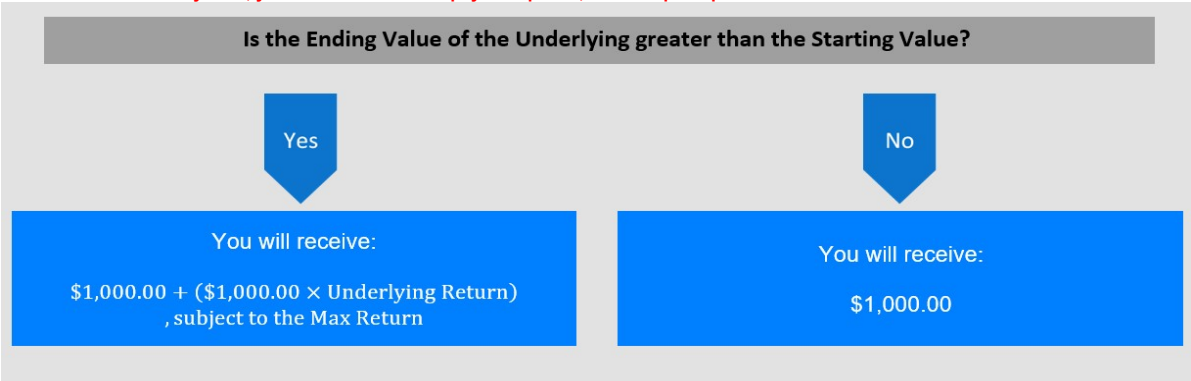 Is the Ending Value of the Underlying greater than the Starting Value?
Yes
No
You will receive:
$1,000.00 + ($1,000.00 × Underlying Return)
, subject to the Max Return
You will receive:
$1,000.00